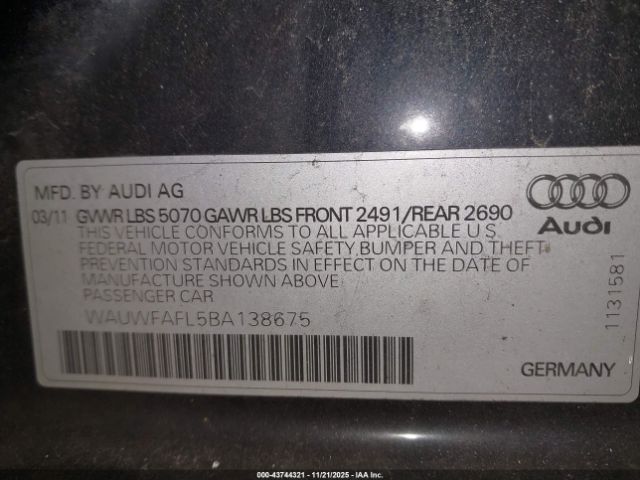 MFD. BY AUDI AG
03/11 GVWR LBS 5070 GAWR LBS FRONT 2491/REAR 2690
THIS VEHICLE CONFORMS TO ALL APPLICABLE U.S.
FEDERAL MOTOR VEHICLE SAFETY, BUMPER AND THEFT
PREVENTION STANDARDS IN EFFECT ON THE DATE OF
MANUFACTURE SHOWN ABOVE
PASSENGER CAR
WAUWFAFL5BA138675
Audi
1131581
GERMANY
000-43744321 - 11/21/2025 - IAA Inc.